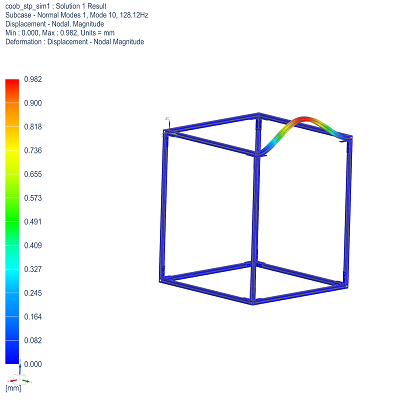 coob_stp_sim1 : Solution 1 Result
Subcase - Normal Modes 1, Mode 10, 128.12Hz
Displacement - Nodal, Magnitude
Min : 0.000, Max : 0.982, Units = mm
Deformation : Displacement - Nodal Magnitude
0.982
0.900
0.818
0.736
0.655
0.573
0.491
0.409
0.327
0.245
0.164
0.082
0.000
[mm]